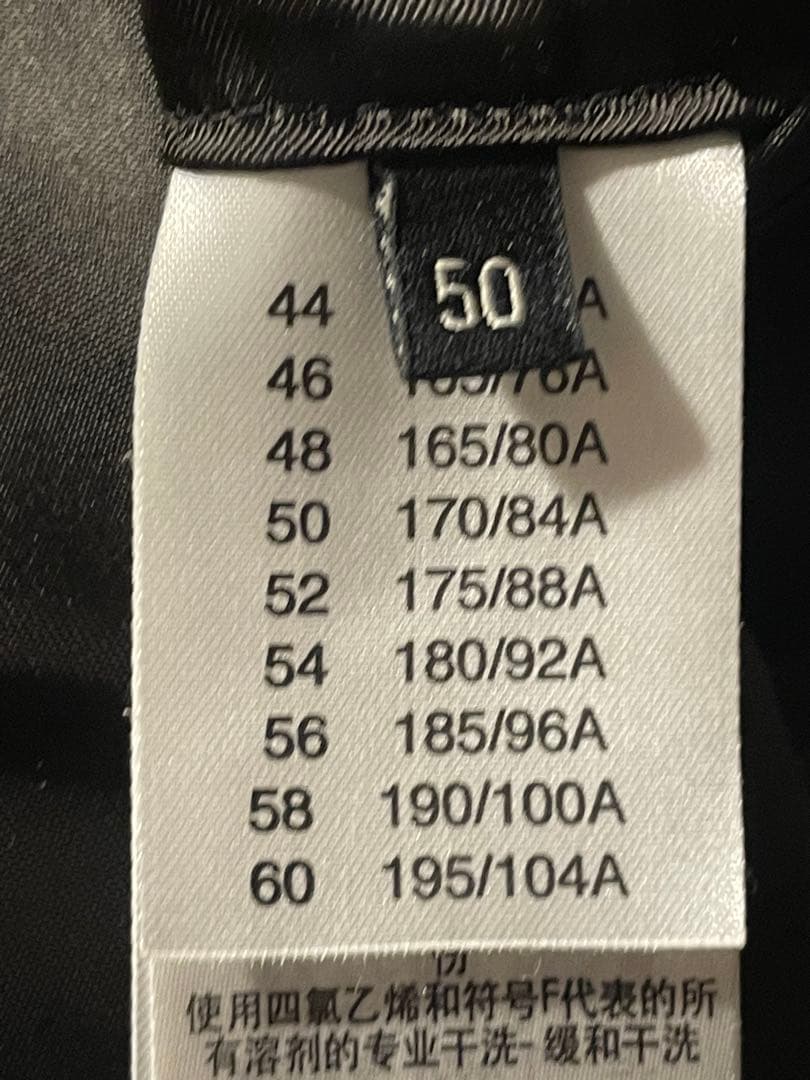 50
44 A
46
48 165/80A
50 170/84A
52 175/88A
54 180/92A
56 185/96A
58 190/100A
60 195/104A
使用四氯乙烯和符号F代表的所
有溶剂的专业干洗-缓和干洗